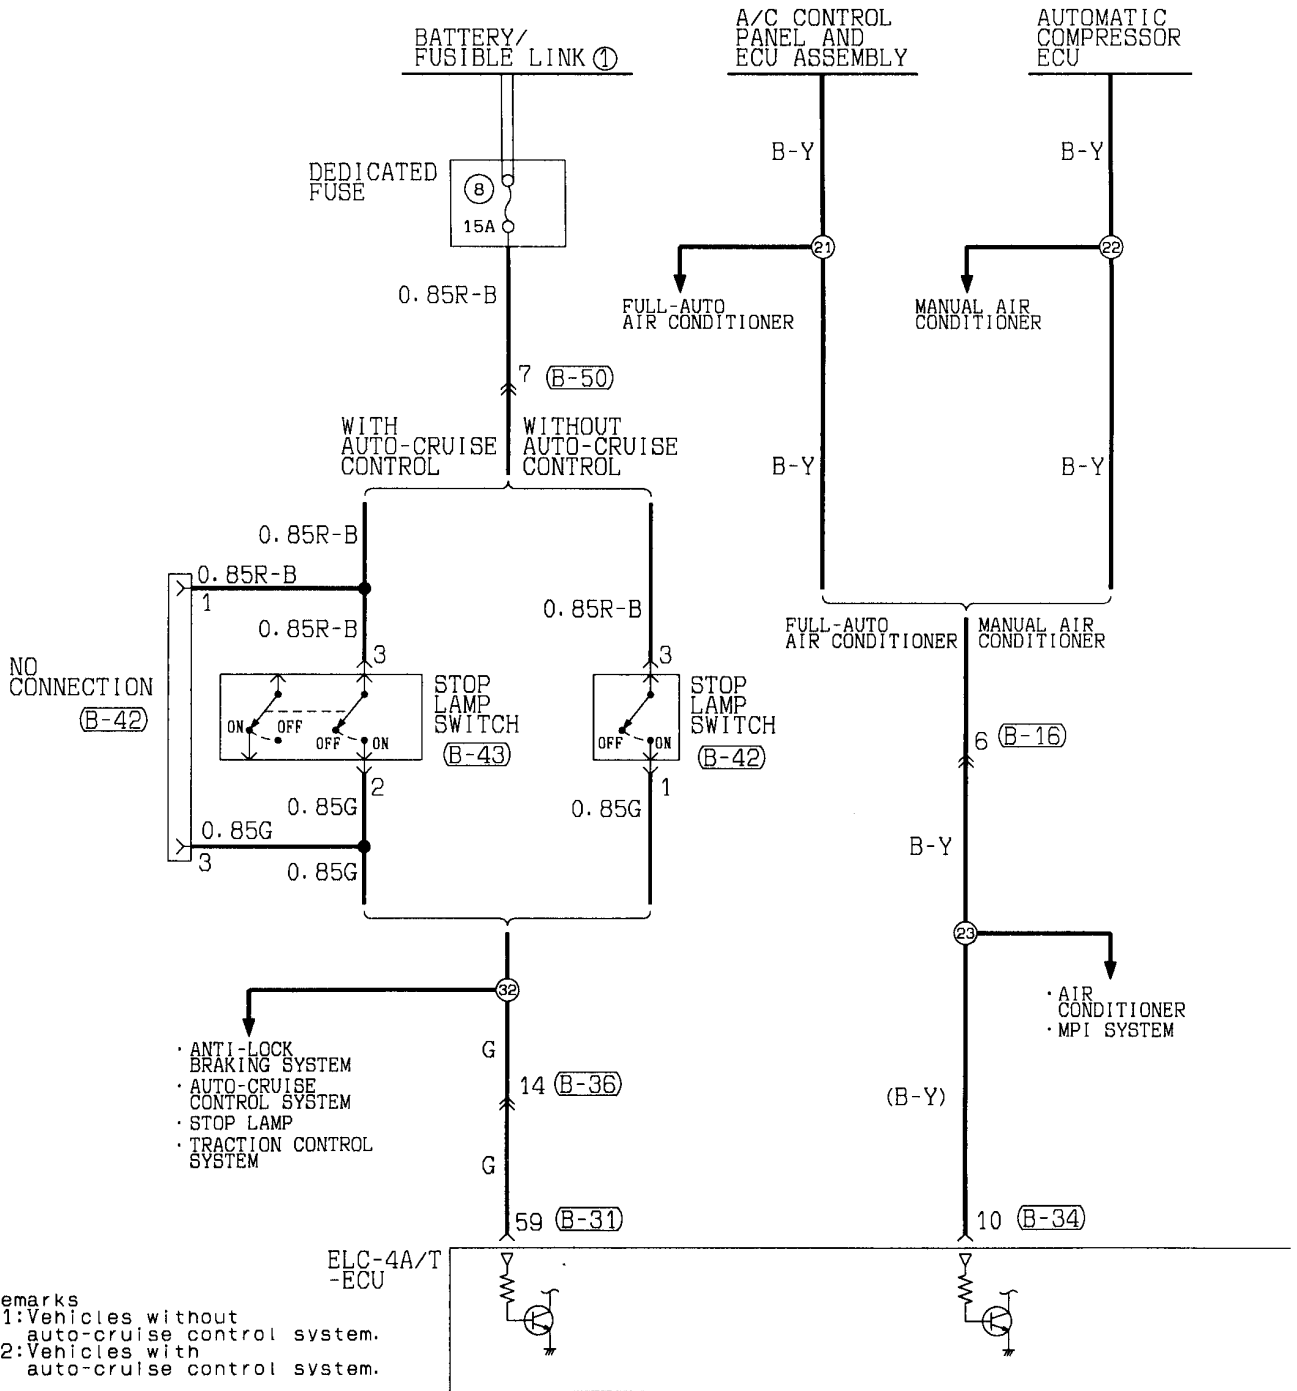 BATTERY/
FUSIBLE LINK ①
A/C CONTROL
PANEL AND
ECU ASSEMBLY
AUTOMATIC
COMPRESSOR
ECU
DEDICATED
FUSE
8
15A
B-Y
B-Y
21
22
0.85R-B
FULL-AUTO
AIR CONDITIONER
MANUAL AIR
CONDITIONER
7 (B-50)
WITH
AUTO-CRUISE
CONTROL
WITHOUT
AUTO-CRUISE
CONTROL
B-Y
B-Y
0.85R-B
0.85R-B
1
0.85R-B
0.85R-B
FULL-AUTO
AIR CONDITIONER
MANUAL AIR
CONDITIONER
3
3
NO
CONNECTION
(B-42)
ON
OFF
OFF
ON
STOP
LAMP
SWITCH
(B-43)
OFF
ON
STOP
LAMP
SWITCH
(B-42)
6 (B-16)
2
1
0.85G
0.85G
0.85G
3
0.85G
B-Y
23
32
· AIR
CONDITIONER
· MPI SYSTEM
· ANTI-LOCK
BRAKING SYSTEM
· AUTO-CRUISE
CONTROL SYSTEM
· STOP LAMP
· TRACTION CONTROL
SYSTEM
G
14 (B-36)
(B-Y)
G
59 (B-31)
10 (B-34)
ELC-4A/T
-ECU
emarks
1:Vehicles without
auto-cruise control system.
2:Vehicles with
auto-cruise control system.